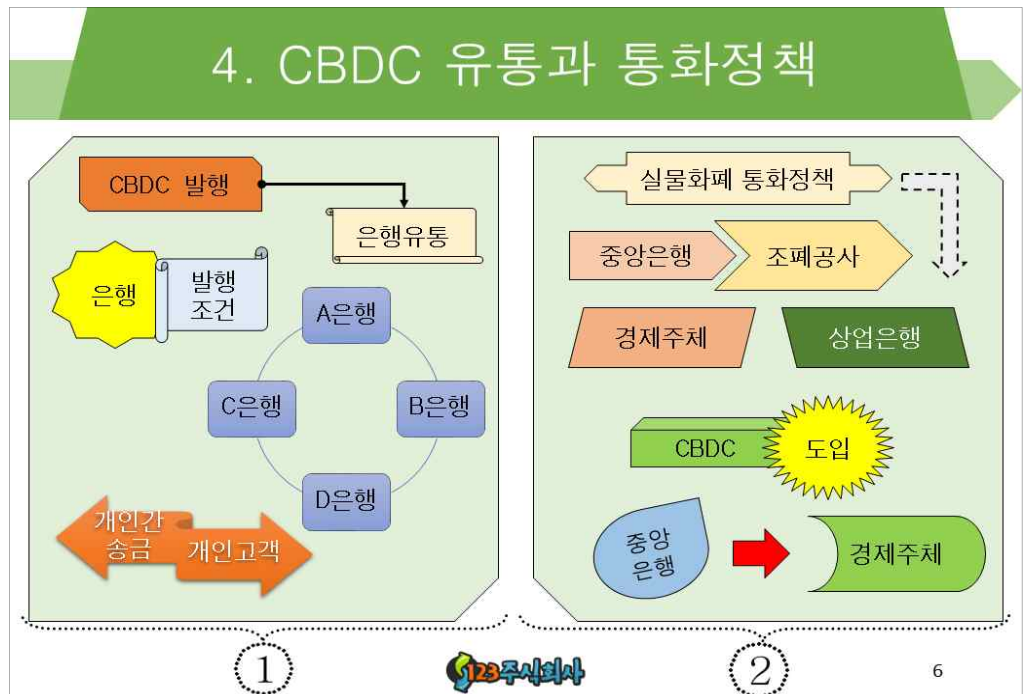 4. CBDC 유통과 통화정책
CBDC 발행
은행유통
은행
발행
조건
A은행
C은행
B은행
D은행
개인간
송금
개인고객
실물화폐 통화정책
중앙은행
조폐공사
경제주체
상업은행
CBDC
도입
중앙
은행
경제주체
1
123주식회사
2
6